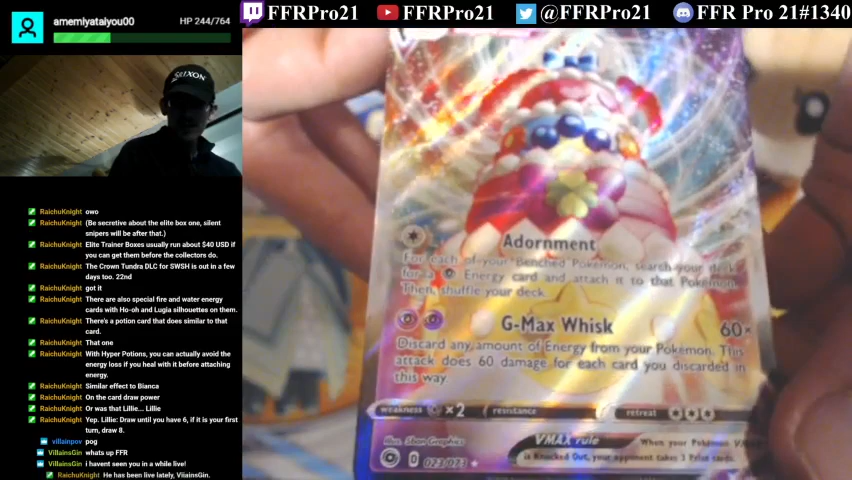 amemiyataiyou00 HP 244/764
FFRPro21 FFRPro21 @FFRPro21 FFR Pro 21#1340
SRIXON
RaichuKnight owo
RaichuKnight (Be secretive about the elite box one, silent
snipers will be after that.)
RaichuKnight Elite Trainer Boxes usually run about $40 USD if
you can get them before the collectors do.
RaichuKnight The Crown Tundra DLC for SWSH is out in a few
days too. 22nd
RaichuKnight got it
RaichuKnight There are also special fire and water energy
cards with Ho-oh and Lugia silhouettes on them.
RaichuKnight There's a potion card that does similar to that
card.
RaichuKnight That one
RaichuKnight With Hyper Potions, you can actually avoid the
energy loss if you heal with it before attaching
energy.
RaichuKnight Similar effect to Bianca
RaichuKnight On the card draw power
RaichuKnight Or was that Lillie... Lillie
RaichuKnight Yep. Lillie: Draw until you have 6, if it is your first
turn, draw 8.
villainpov pog
VillainsGin whats up FFR
VillainsGin i havent seen you in a while live!
RaichuKnight He has been live lately, VilainsGin.
Adornment
For each of your Benched Pokémon, search your deck
for a Energy card and attach it to that Pokémon.
Then, shuffle your deck.
G-Max Whisk 60×
Discard any amount of Energy from your Pokémon. This
attack does 60 damage for each card you discarded in
this way.
weakness ×2 resistance retreat
Illus. Shan Graphics
D 023/073
VMAX rule When your Pokémon
is Knocked Out, your opponent takes 3 Prize cards.